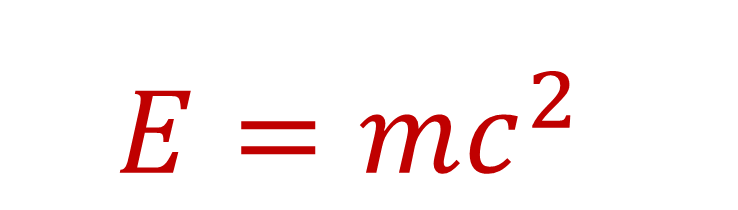 E = mc²